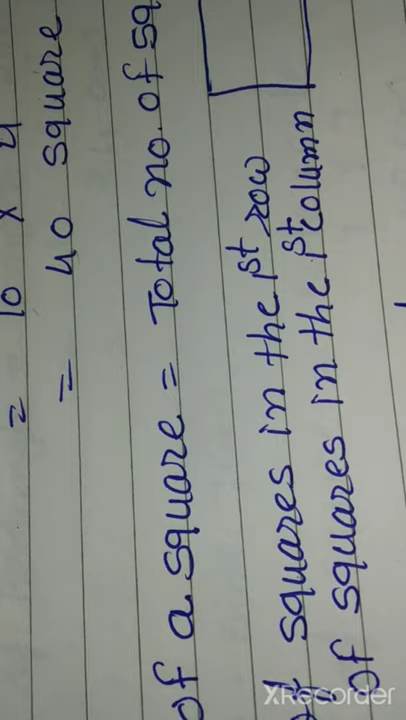 = 10 x 4
= 40 square
of a square = Total no. of sq
squares in the 1st row
of squares in the 1st column
XRecorder